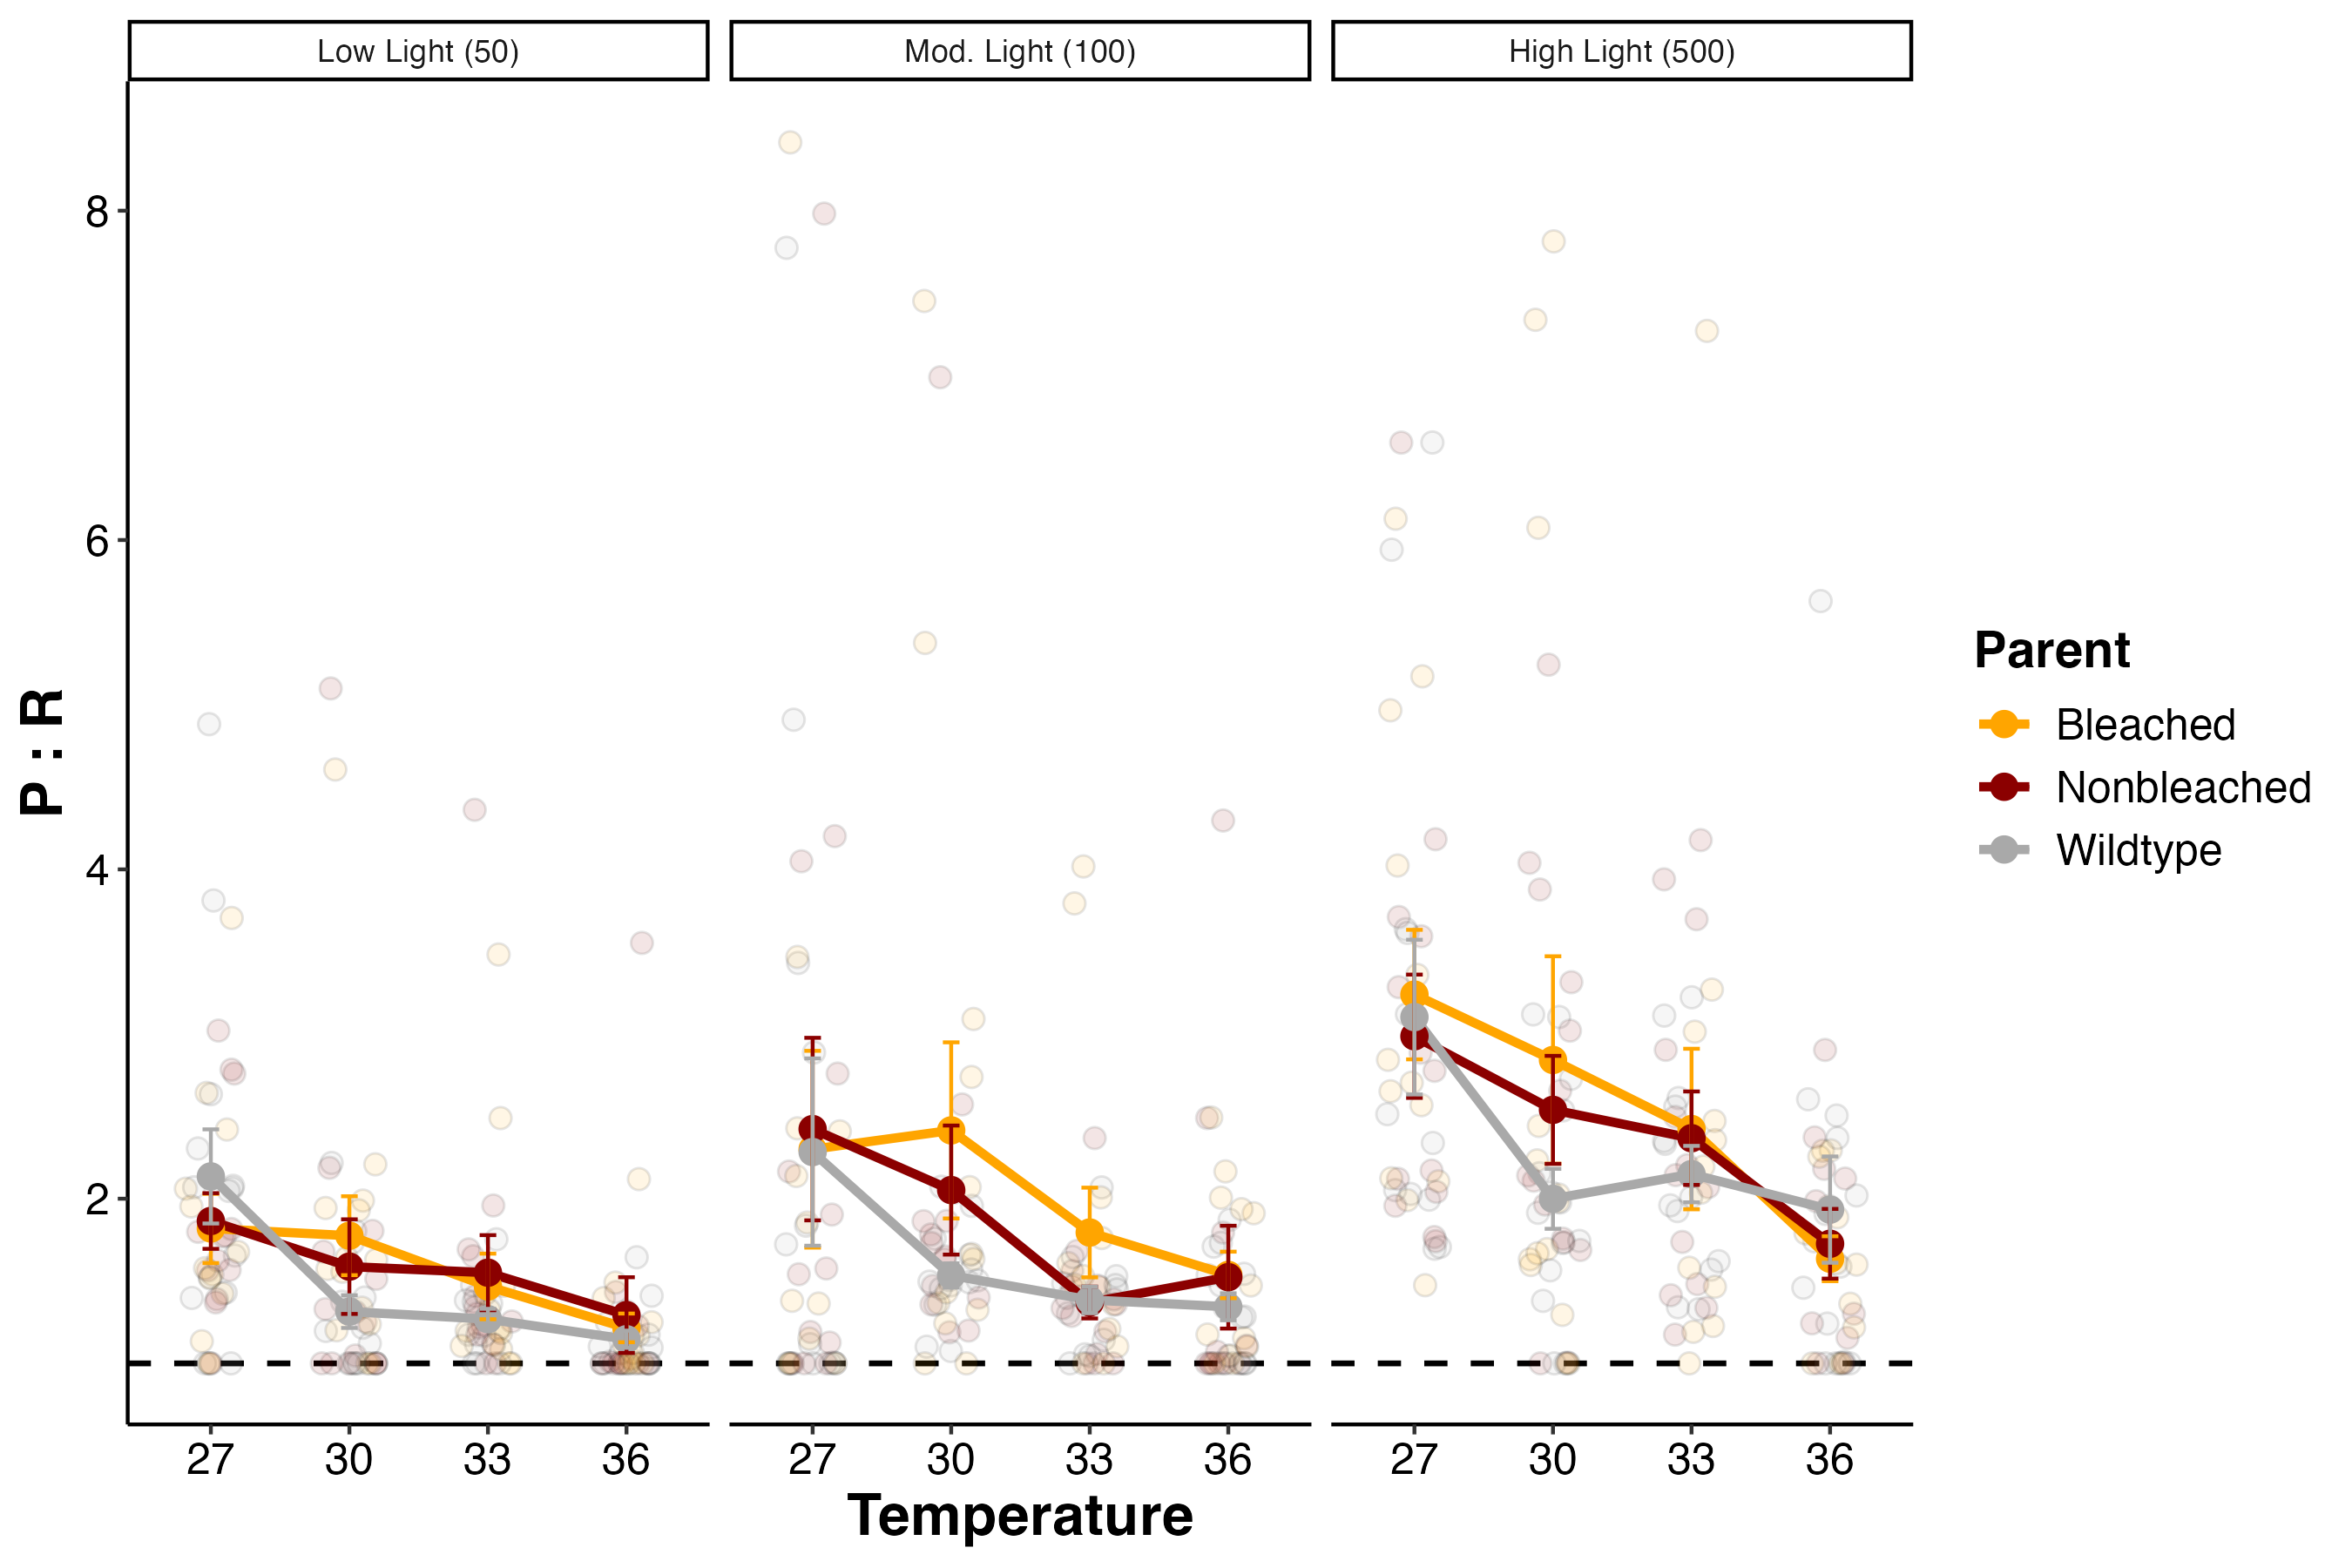 Low Light (50)
Mod. Light (100)
High Light (500)
8
6
4
2
P : R
27
30
33
36
27
30
33
36
27
30
33
36
Temperature
Parent
Bleached
Nonbleached
Wildtype